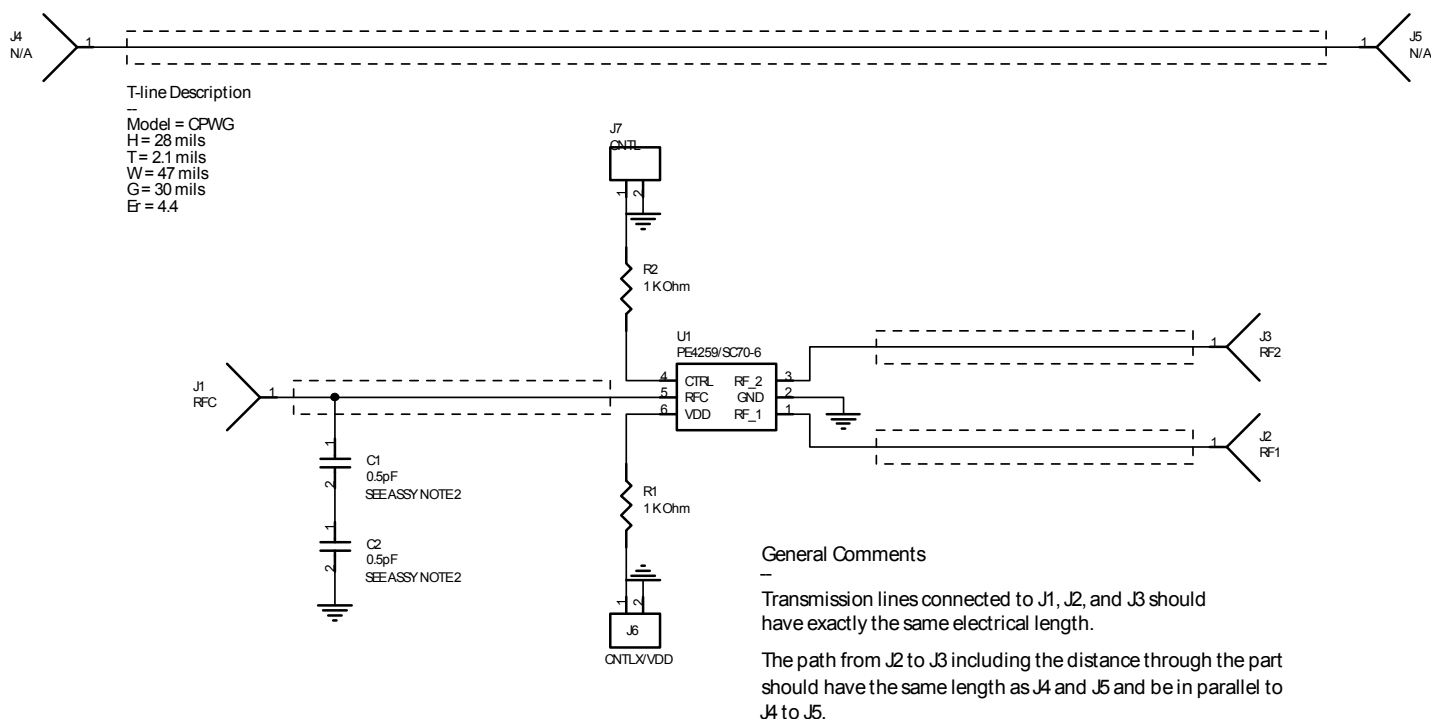 J4
N/A
1
1
J5
N/A
T-line Description
--
Model = CPWG
H = 28 mils
T = 2.1 mils
W = 47 mils
G = 30 mils
Er = 4.4
J7
CNTL
1
2
R2
1 KOhm
U1
PE4259/SC70-6
4
CTRL
RF_2
3
5
RFC
GND
2
6
VDD
RF_1
1
1
J3
RF2
J1
RFC
1
1
J2
RF1
1
2
C1
0.5pF
SEE ASSY NOTE 2
R1
1 KOhm
1
2
C2
0.5pF
SEE ASSY NOTE 2
1
2
J6
CNTLX/VDD
General Comments
--
Transmission lines connected to J1, J2, and J3 should
have exactly the same electrical length.
The path from J2 to J3 including the distance through the part
should have the same length as J4 and J5 and be in parallel to
J4 to J5.